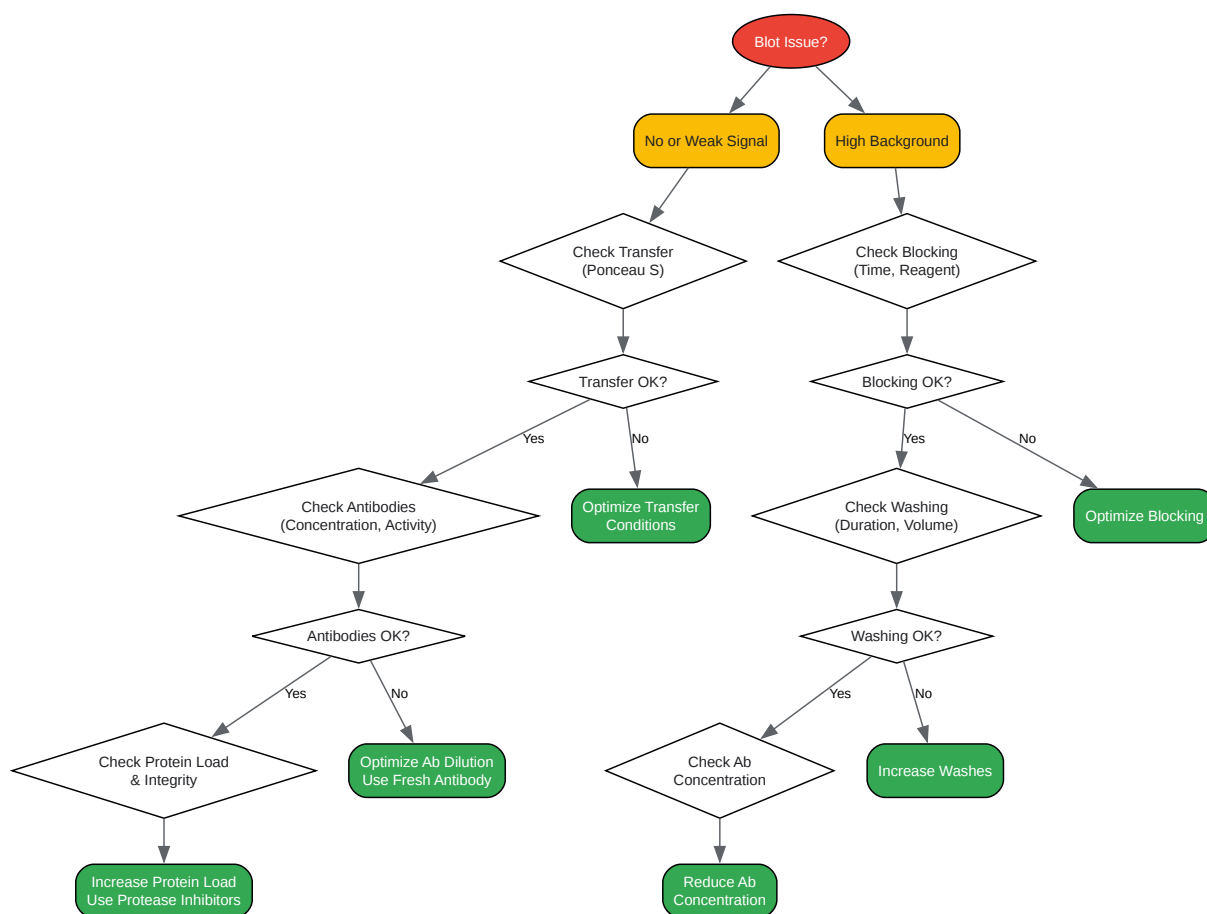 Blot Issue?
No or Weak Signal
High Background
Check Transfer
(Ponceau S)
Check Blocking
(Time, Reagent)
Transfer OK?
Blocking OK?
Yes
No
Yes
No
Check Antibodies
(Concentration, Activity)
Optimize Transfer
Conditions
Check Washing
(Duration, Volume)
Optimize Blocking
Antibodies OK?
Washing OK?
Yes
No
Yes
No
Check Protein Load
& Integrity
Optimize Ab Dilution
Use Fresh Antibody
Check Ab
Concentration
Increase Washes
Increase Protein Load
Use Protease Inhibitors
Reduce Ab
Concentration